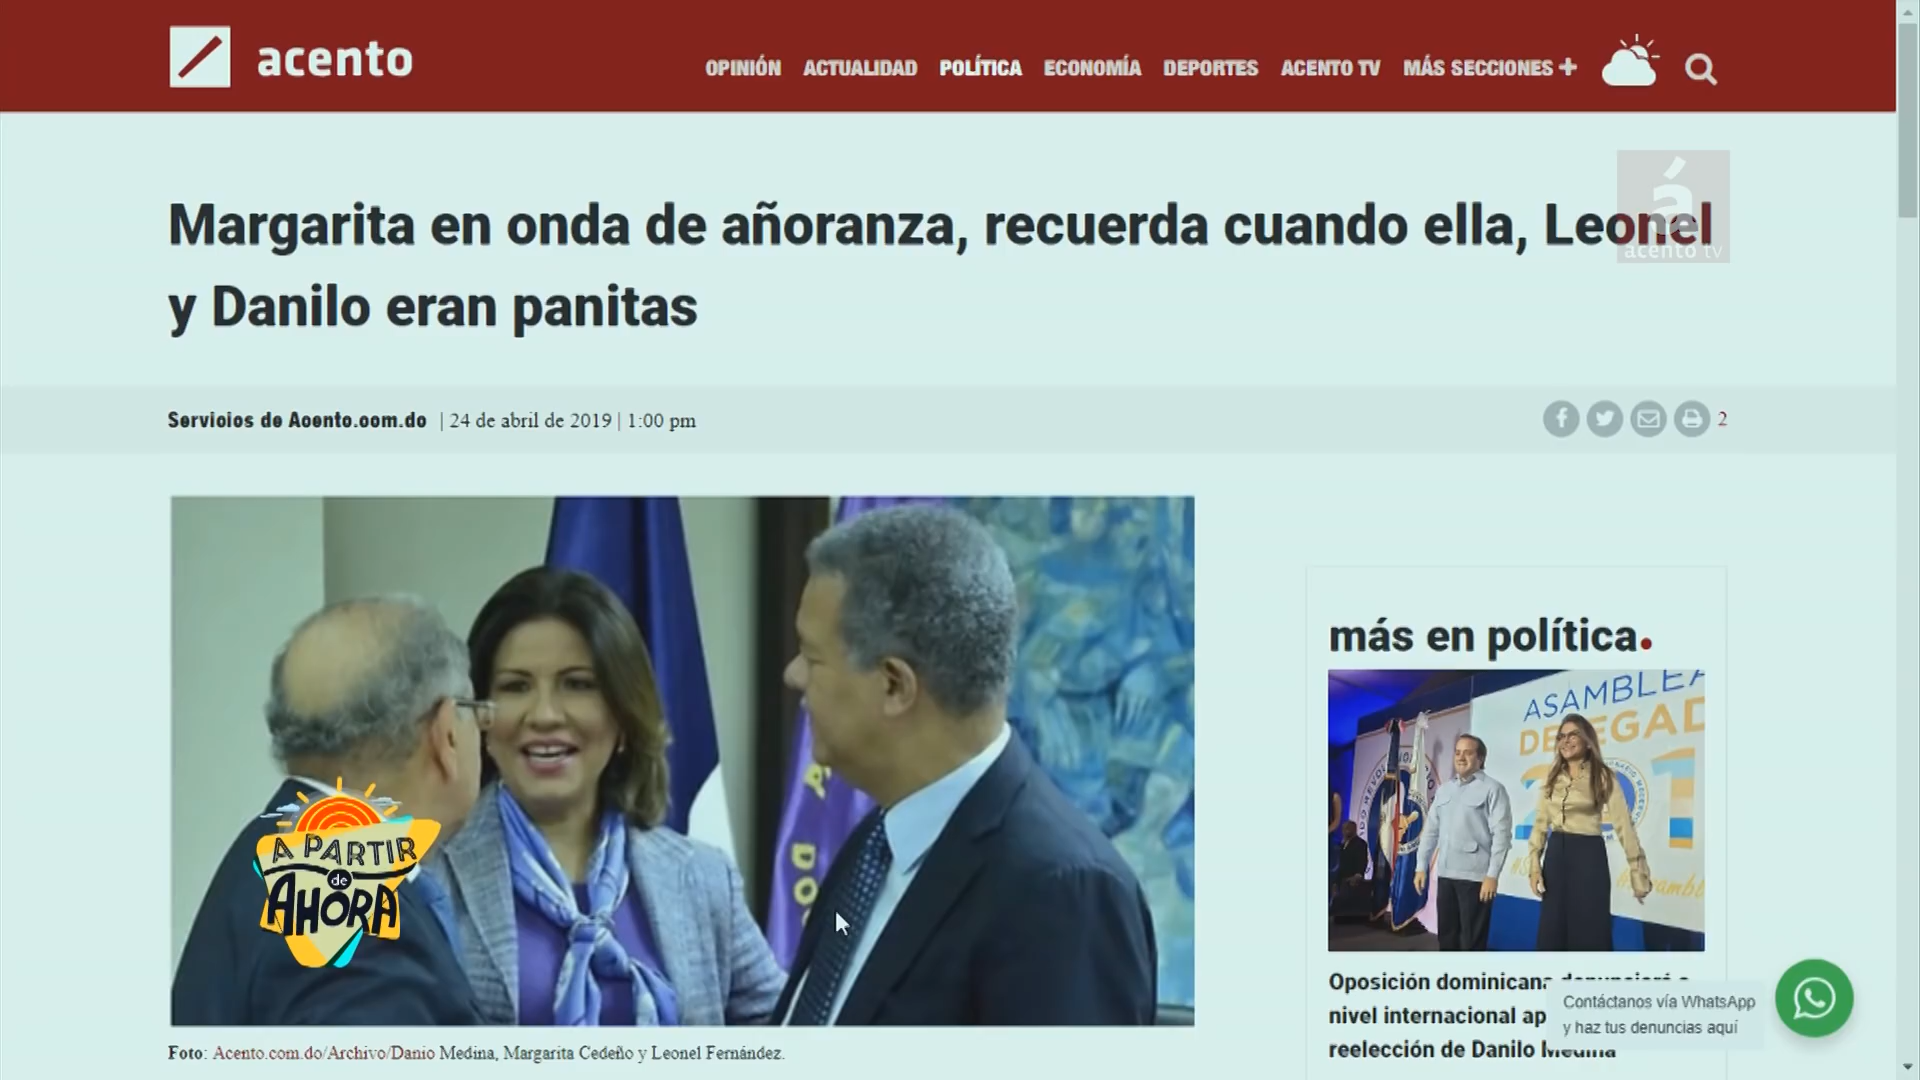 acento
OPINIÓN ACTUALIDAD POLÍTICA ECONOMÍA DEPORTES ACENTO TV MÁS SECCIONES +
Margarita en onda de añoranza, recuerda cuando ella, Leonel
y Danilo eran panitas
á
acento tv
Servicios de Acento.com.do | 24 de abril de 2019 | 1:00 pm
2
A PARTIR
de
AHORA
DO
Foto: Acento.com.do/Archivo/Danio Medina, Margarita Cedeño y Leonel Fernández.
más en política.
ASAMBLEA
DELEGAD
Oposición dominicana denunciará a
nivel internacional ap
reelección de Danilo Medina
Contáctanos vía WhatsApp
y haz tus denuncias aquí